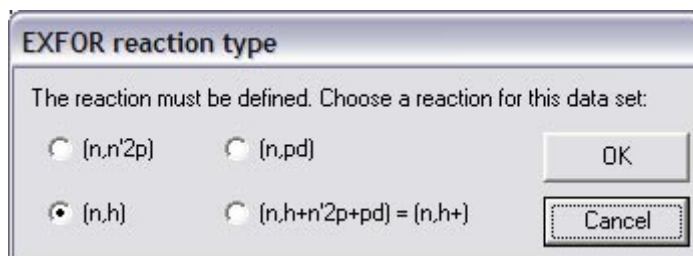 EXFOR reaction type
The reaction must be defined. Choose a reaction for this data set:
(n,n'2p) (n,pd) OK
(n,h) (n,h+n'2p+pd) = (n,h+) Cancel